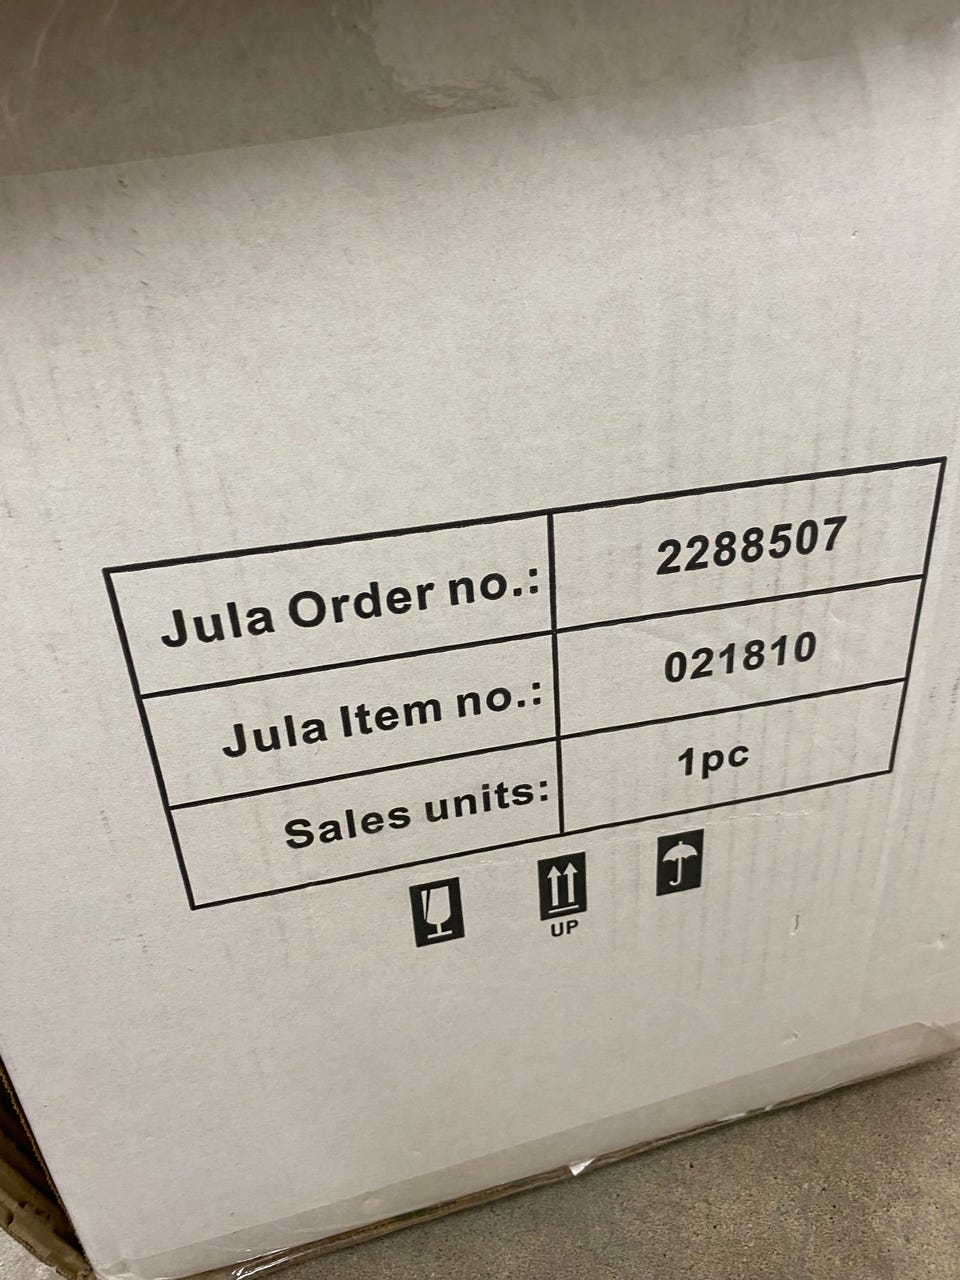 Jula Order no.: 2288507
Jula Item no.: 021810
Sales units: 1pc
UP